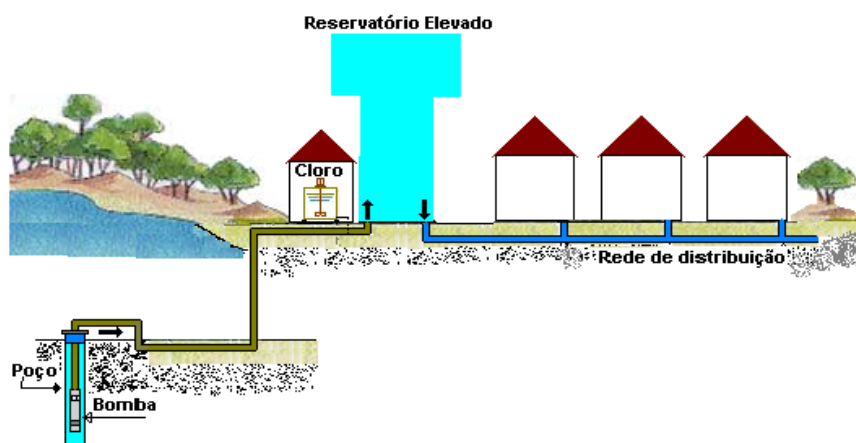 Reservatório Elevado
Cloro
Rede de distribuição
Poço
Bomba